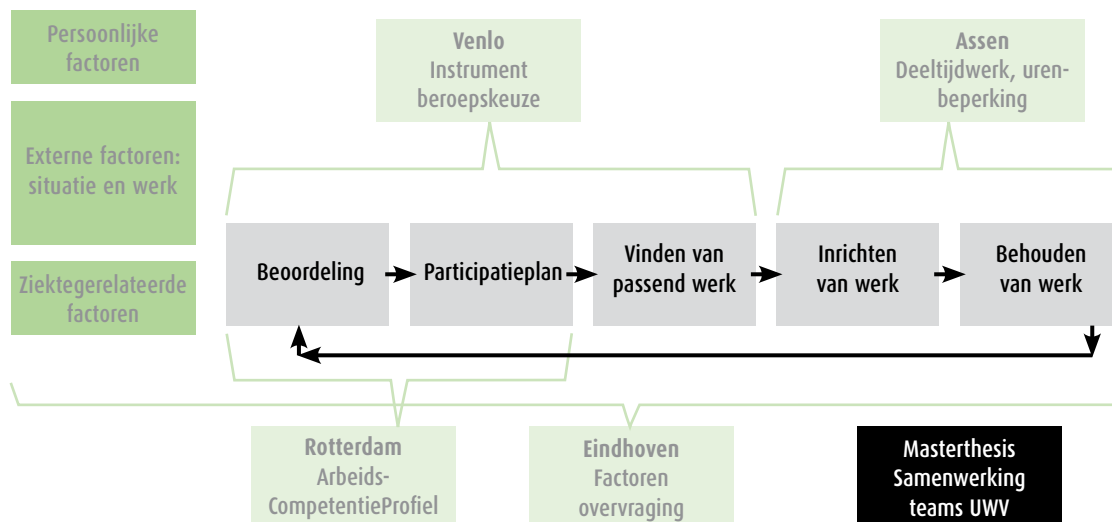 Persoonlijke
factoren
Externe factoren:
situatie en werk
Ziektegerelateerde
factoren
Venlo
Instrument
beroepskeuze
Assen
Deeltijdwerk, uren-
beperking
Beoordeling
Participatieplan
Vinden van
passend werk
Inrichten
van werk
Behouden
van werk
Rotterdam
Arbeids-
CompetentieProfiel
Eindhoven
Factoren
overvraging
Masterthesis
Samenwerking
teams UWV